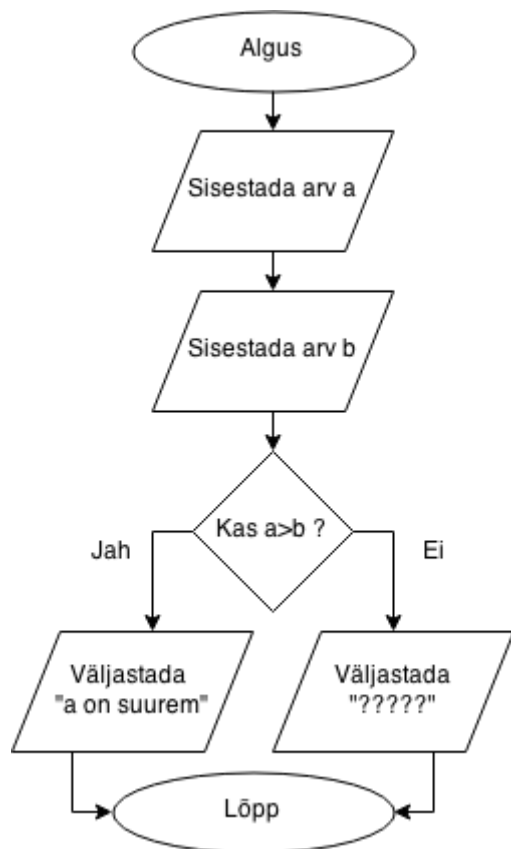 Algus
Sisestada arv a
Sisestada arv b
Kas a>b ?
Jah
Ei
Väljastada
"a on suurem"
Väljastada
"?????"
Lõpp